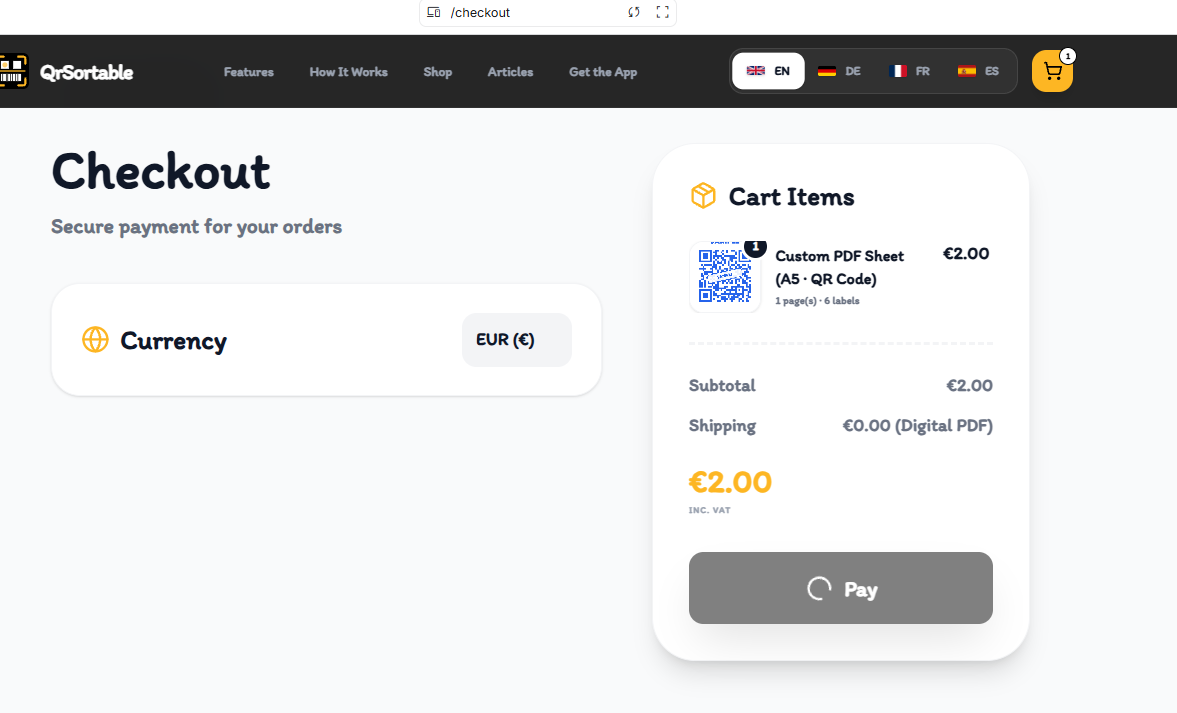 /checkout
QrSortable
Features
How It Works
Shop
Articles
Get the App
EN
DE
FR
ES
1
Checkout
Secure payment for your orders
Currency
EUR (€)
Cart Items
1
Custom PDF Sheet
(A5 · QR Code)
€2.00
1 page(s) · 6 labels
Subtotal
€2.00
Shipping
€0.00 (Digital PDF)
€2.00
INC. VAT
Pay